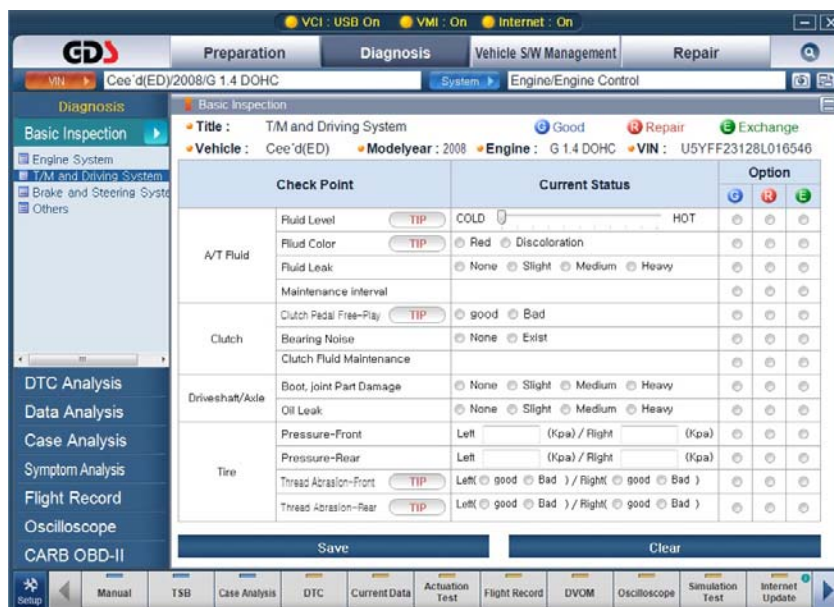 VCI : USB On VMI : On Internet : On
GDS Preparation Diagnosis Vehicle S/W Management Repair
VIN Cee`d(ED)/2008/G 1.4 DOHC System Engine/Engine Control
Diagnosis
Basic Inspection
Engine System
T/M and Driving System
Brake and Steering Syste
Others
DTC Analysis
Data Analysis
Case Analysis
Symptom Analysis
Flight Record
Oscilloscope
CARB OBD-II
Basic Inspection
Title : T/M and Driving System G Good R Repair E Exchange
Vehicle : Cee`d(ED) Modelyear : 2008 Engine : G 1.4 DOHC VIN : U5YFF23128L016546
Check Point Current Status Option
G R E
A/T Fluid
Fluid Level TIP COLD HOT
Fliud Color TIP Red Discoloration
Fluid Leak None Slight Medium Heavy
Maintenance interval
Clutch
Clutch Pedal Free-Play TIP good Bad
Bearing Noise None Exist
Clutch Fluid Maintenance
Driveshaft/Axle
Boot, joint Part Damage None Slight Medium Heavy
Oil Leak None Slight Medium Heavy
Tire
Pressure-Front Left (Kpa) / Right (Kpa)
Pressure-Rear Left (Kpa) / Right (Kpa)
Thread Abrasion-Front TIP Left( good Bad ) / Right( good Bad )
Thread Abrasion-Rear TIP Left( good Bad ) / Right( good Bad )
Save Clear
Setup Manual TSB Case Analysis DTC Current Data Actuation Test Flight Record DVOM Oscilloscope Simulation Test Internet Update